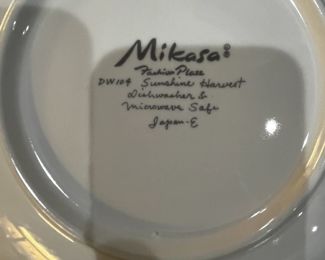 Mikasa®
Fashion Plate
DW104 Sunshine Harvest
Dishwasher &
Microwave Safe
Japan-E